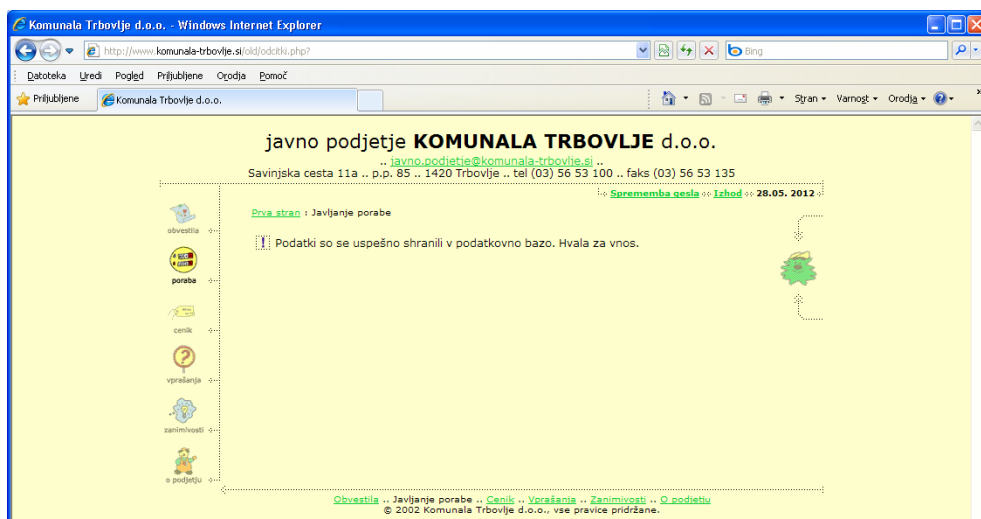 Komunala Trbovlje d.o.o. - Windows Internet Explorer
http://www.komunala-trbovlje.si/old/odcitki.php?
Bing
Datoteka Uredi Pogled Priljubljene Orodja Pomoč
Priljubljene
Komunala Trbovlje d.o.o.
Stran
Varnost
Orodja
javno podjetje KOMUNALA TRBOVLJE d.o.o.
.. javno.podjetje@komunala-trbovlje.si ..
Savinjska cesta 11a .. p.p. 85 .. 1420 Trbovlje .. tel (03) 56 53 100 .. faks (03) 56 53 135
Sprememba gesla Izhod 28.05. 2012
Prva stran : Javljanje porabe
obvestila
! Podatki so se uspešno shranili v podatkovno bazo. Hvala za vnos.
poraba
cenik
vprašanja
zanimivosti
o podjetju
Obvestila .. Javljanje porabe .. Cenik .. Vprašanja .. Zanimivosti .. O podjetju
© 2002 Komunala Trbovlje d.o.o., vse pravice pridržane.